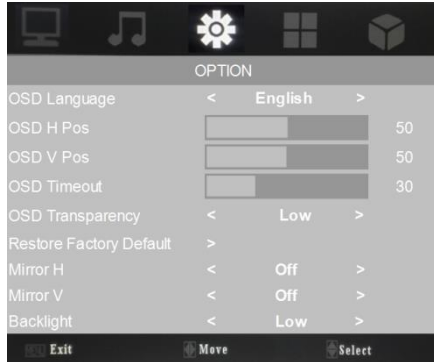 OPTION
OSD Language < English >
OSD H Pos 50
OSD V Pos 50
OSD Timeout 30
OSD Transparency < Low >
Restore Factory Default >
Mirror H < Off >
Mirror V < Off >
Backlight < Low >
Exit Move Select